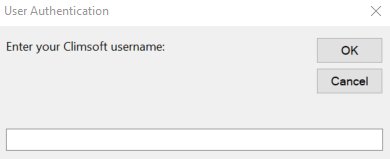 User Authentication
Enter your Climsoft username:
OK
Cancel